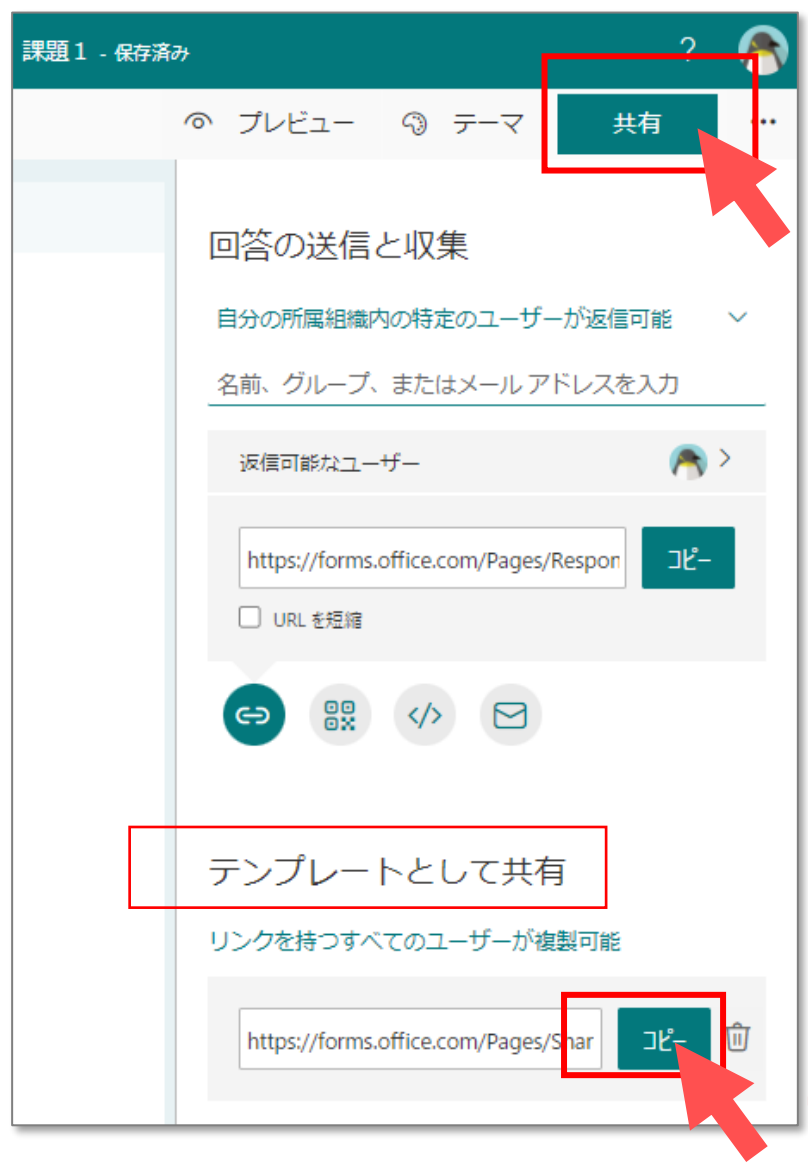 課題１ - 保存済み
?
プレビュー テーマ 共有 ...
回答の送信と収集
自分の所属組織内の特定のユーザーが返信可能
名前、グループ、またはメール アドレスを入力
返信可能なユーザー
https://forms.office.com/Pages/Respon コピー
URL を短縮
</>
テンプレートとして共有
リンクを持つすべてのユーザーが複製可能
https://forms.office.com/Pages/Shar コピー